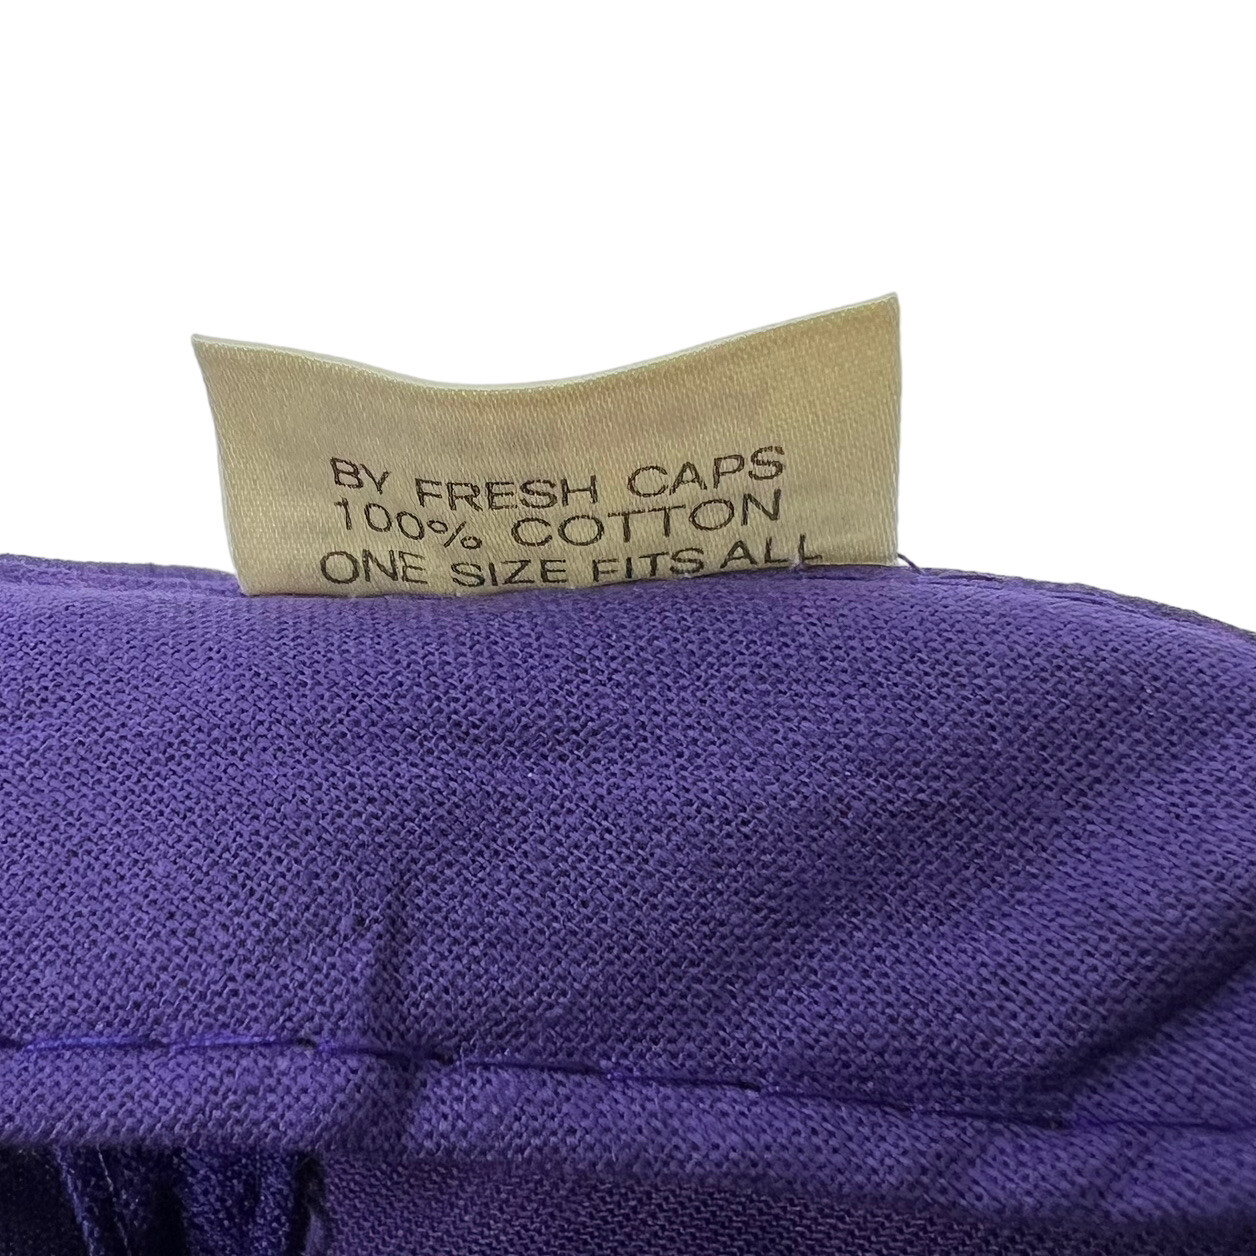 BY FRESH CAPS
100% COTTON
ONE SIZE FITS ALL